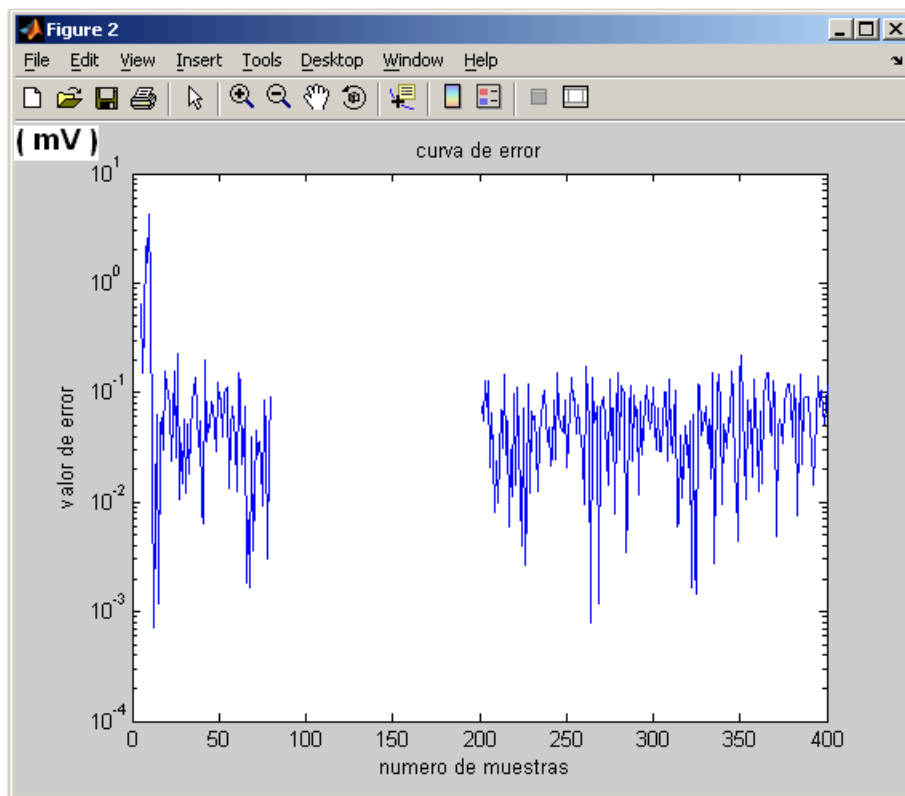 Figure 2
File Edit View Insert Tools Desktop Window Help
( mV )
curva de error
valor de error
10^1
10^0
10^-1
10^-2
10^-3
10^-4
0 50 100 150 200 250 300 350 400
numero de muestras